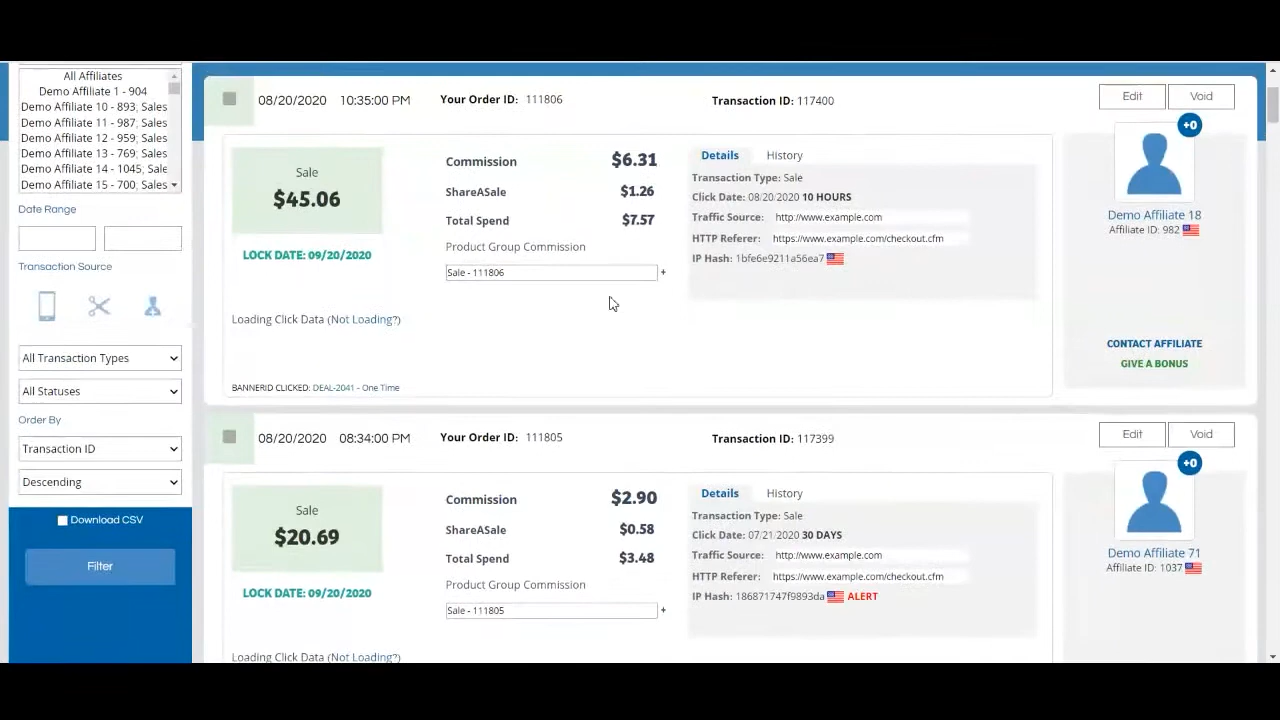 All Affiliates
Demo Affiliate 1 - 904
Demo Affiliate 10 - 893; Sales
Demo Affiliate 11 - 987; Sales
Demo Affiliate 12 - 959; Sales
Demo Affiliate 13 - 769; Sales
Demo Affiliate 14 - 1045; Sale
Demo Affiliate 15 - 700; Sales
Date Range
Transaction Source
All Transaction Types
All Statuses
Order By
Transaction ID
Descending
Download CSV
Filter
08/20/2020 10:35:00 PM Your Order ID: 111806 Transaction ID: 117400 Edit Void
Sale
$45.06
LOCK DATE: 09/20/2020
Commission $6.31
ShareASale $1.26
Total Spend $7.57
Product Group Commission
Sale - 111806 +
Details History
Transaction Type: Sale
Click Date: 08/20/2020 10 HOURS
Traffic Source: http://www.example.com
HTTP Referer: https://www.example.com/checkout.cfm
IP Hash: 1bfe6e9211a56ea7
+0
Demo Affiliate 18
Affiliate ID: 982
CONTACT AFFILIATE
GIVE A BONUS
Loading Click Data (Not Loading?)
BANNERID CLICKED: DEAL-2041 - One Time
08/20/2020 08:34:00 PM Your Order ID: 111805 Transaction ID: 117399 Edit Void
Sale
$20.69
LOCK DATE: 09/20/2020
Commission $2.90
ShareASale $0.58
Total Spend $3.48
Product Group Commission
Sale - 111805 +
Details History
Transaction Type: Sale
Click Date: 07/21/2020 30 DAYS
Traffic Source: http://www.example.com
HTTP Referer: https://www.example.com/checkout.cfm
IP Hash: 186871747f9893da ALERT
+0
Demo Affiliate 71
Affiliate ID: 1037
Loading Click Data (Not Loading?)